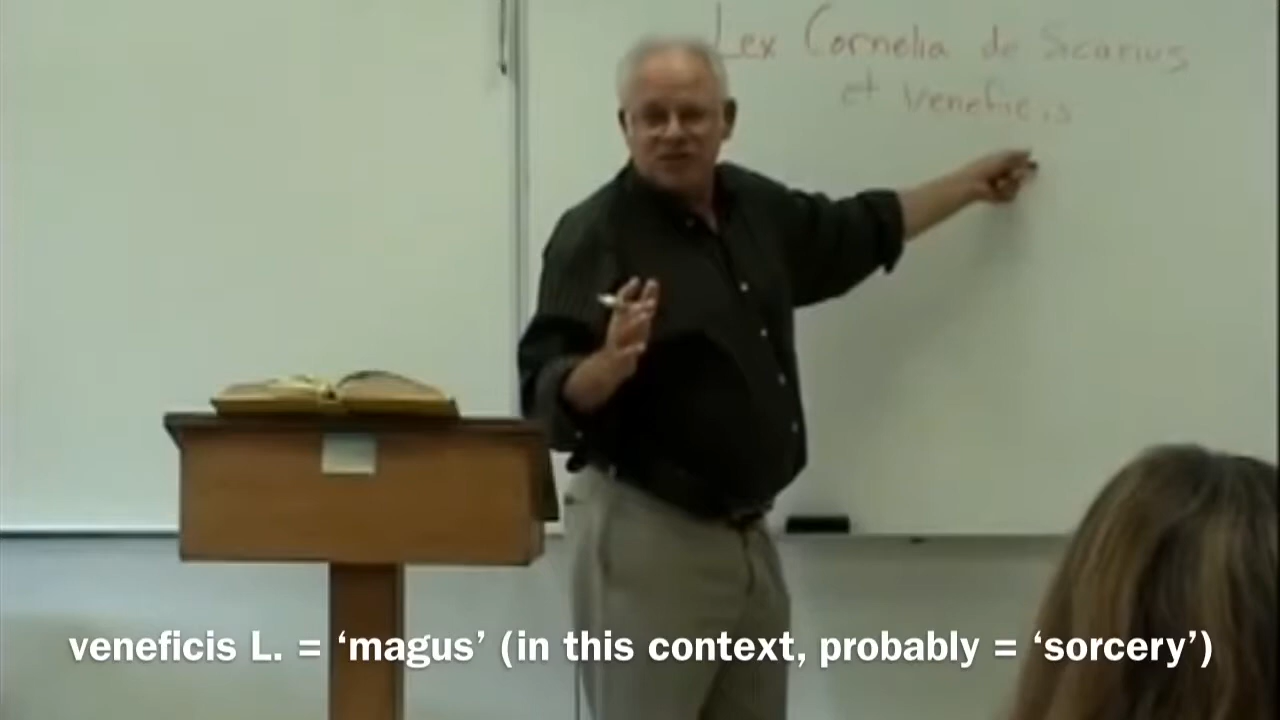 Lex Cornelia de Sicarius
et veneficis
veneficis L. = ‘magus’ (in this context, probably = ‘sorcery’)